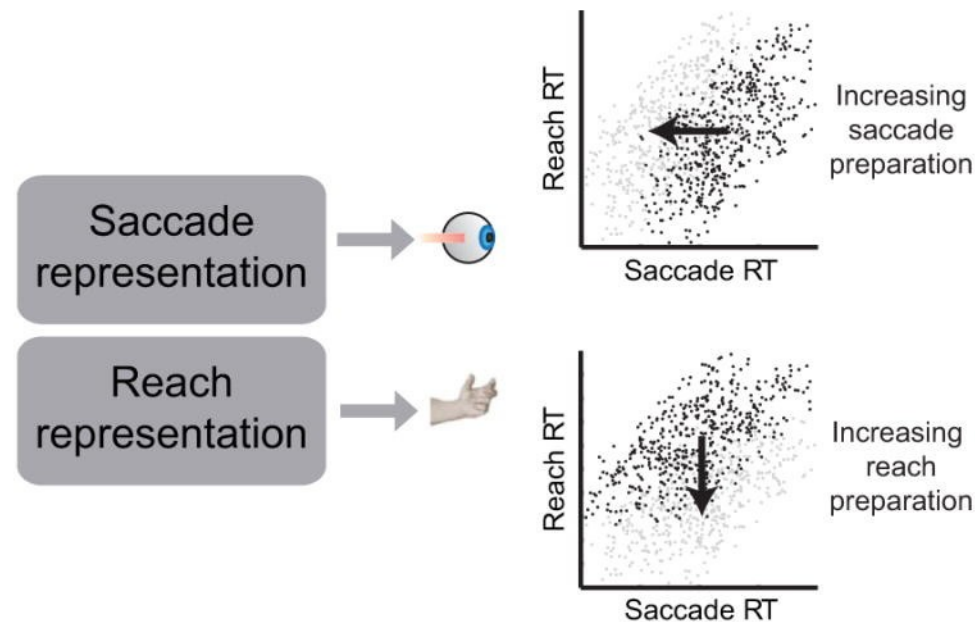 Saccade
representation
Reach
representation
Reach RT
Saccade RT
Increasing
saccade
preparation
Reach RT
Saccade RT
Increasing
reach
preparation